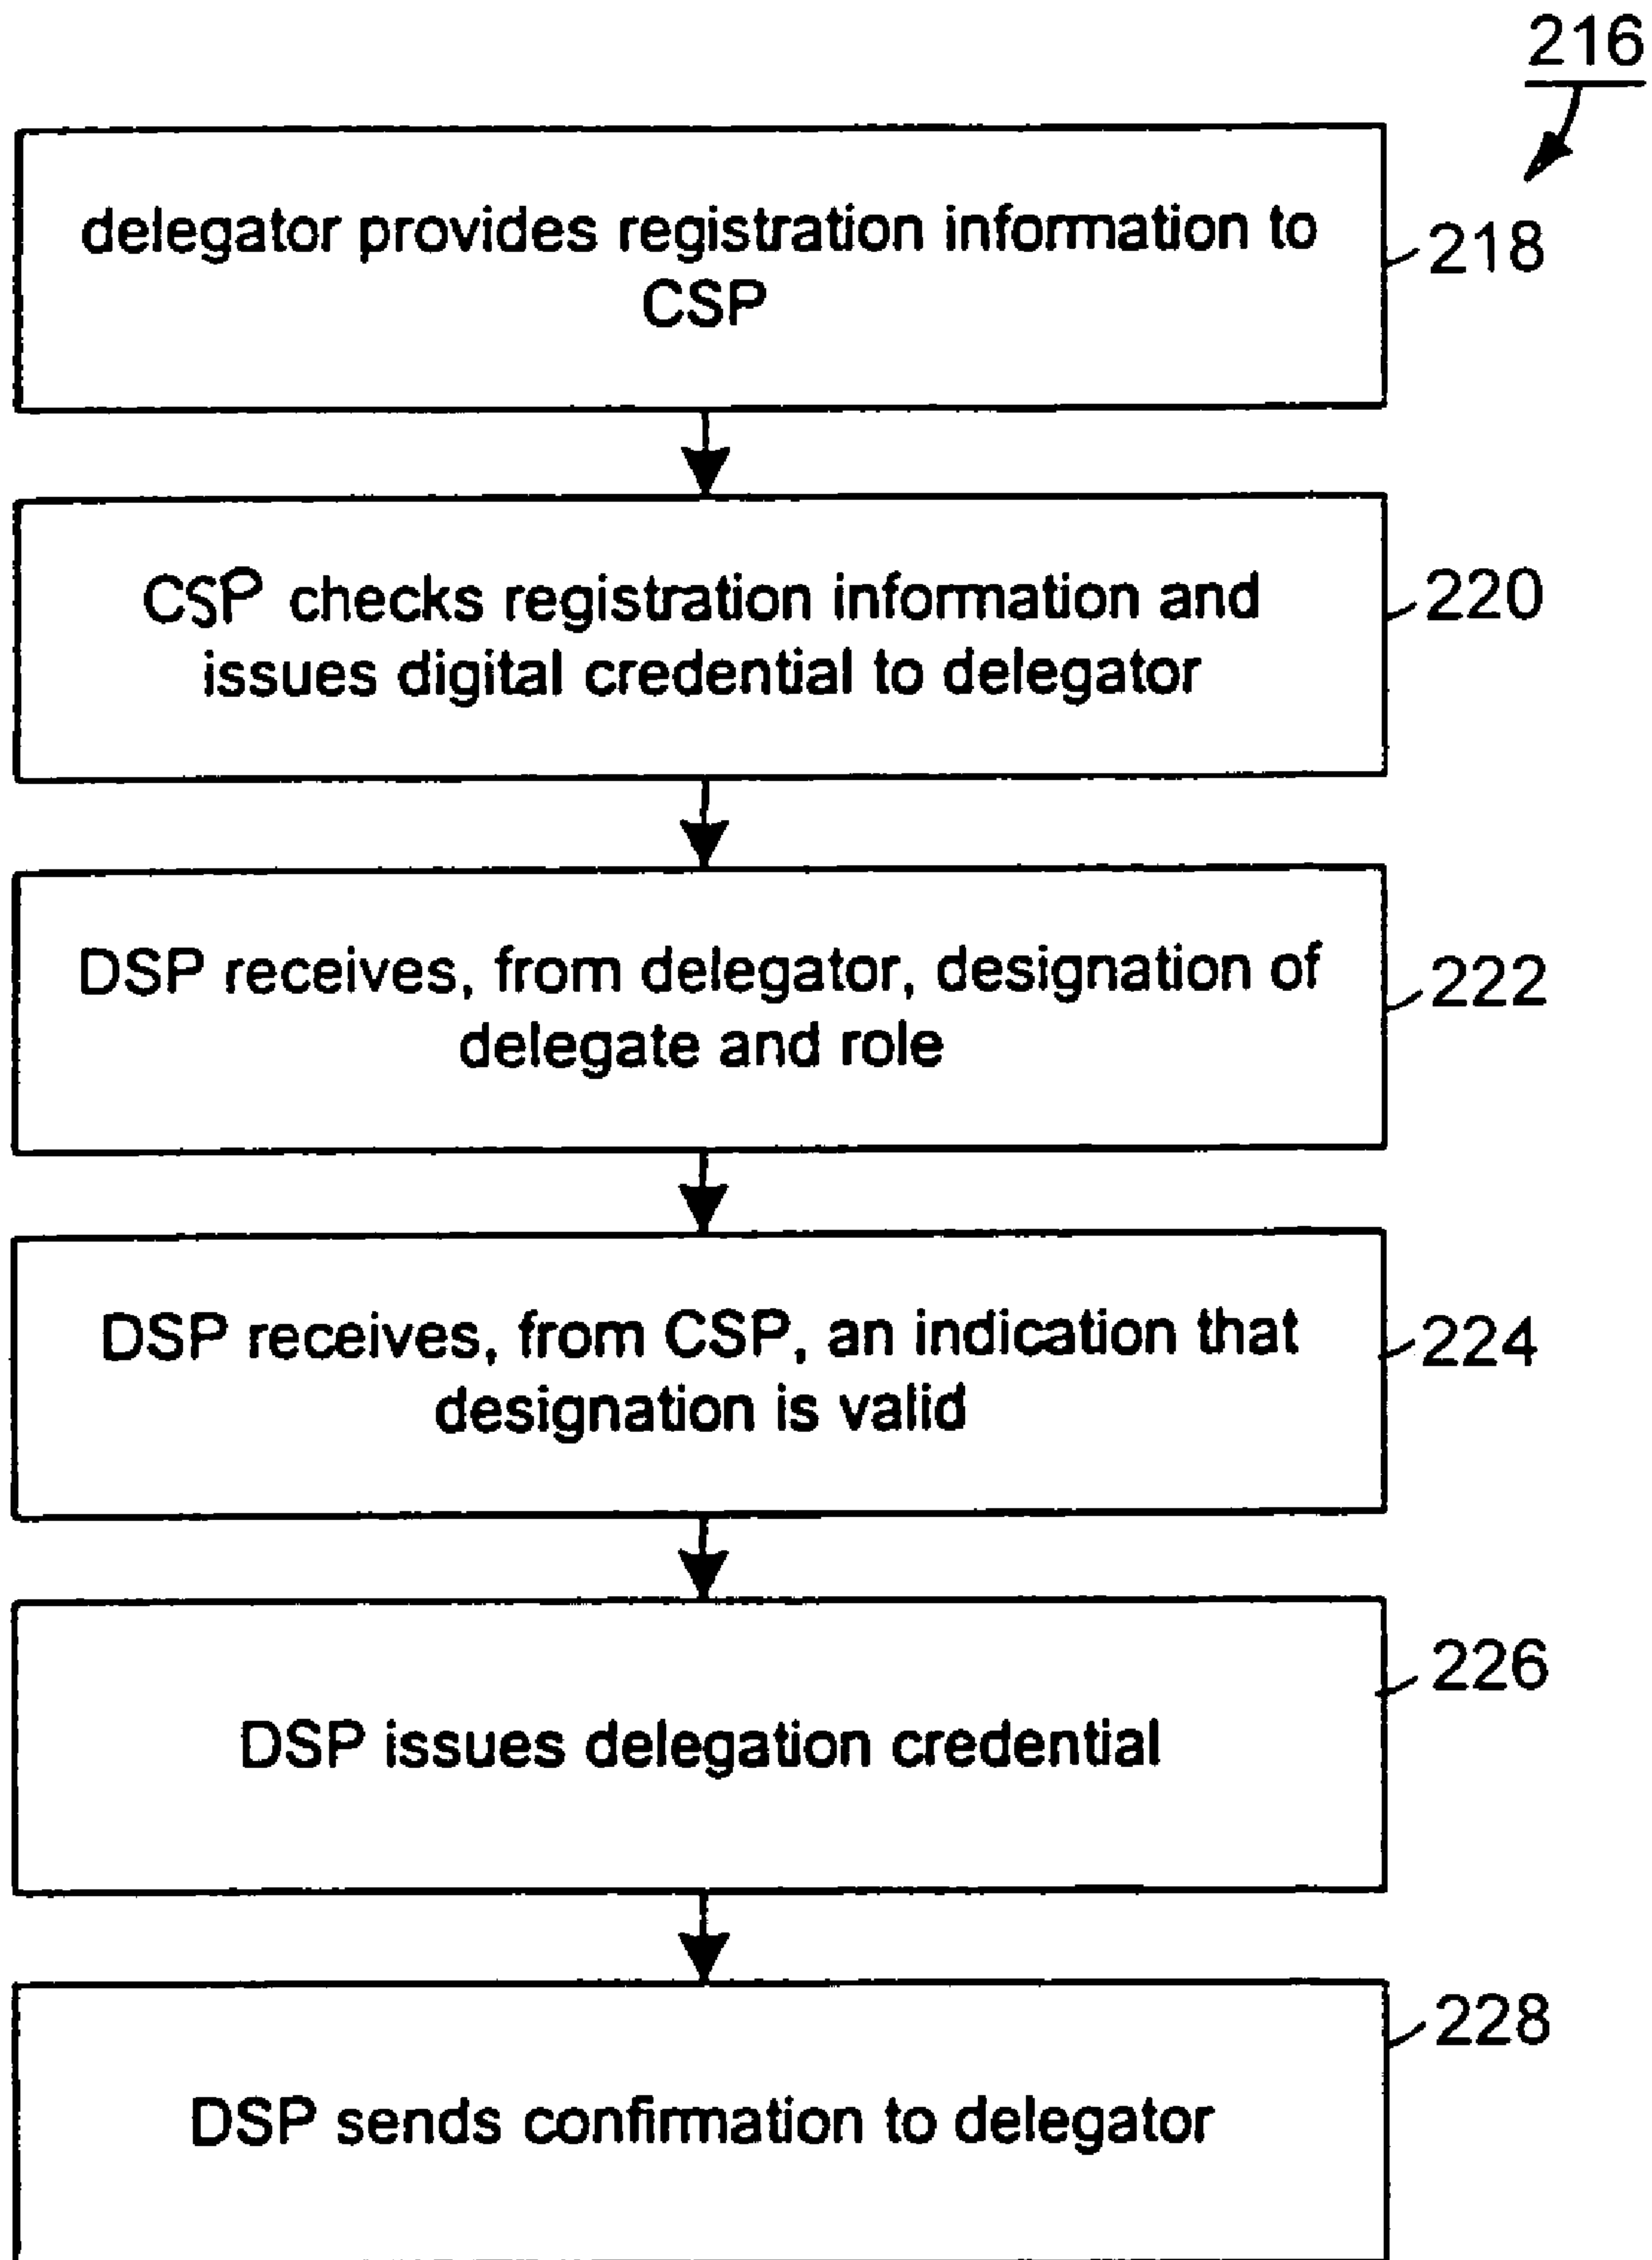 216
delegator provides registration information to
CSP
218
CSP checks registration information and
issues digital credential to delegator
220
DSP receives, from delegator, designation of
delegate and role
222
DSP receives, from CSP, an indication that
designation is valid
224
DSP issues delegation credential
226
DSP sends confirmation to delegator
228